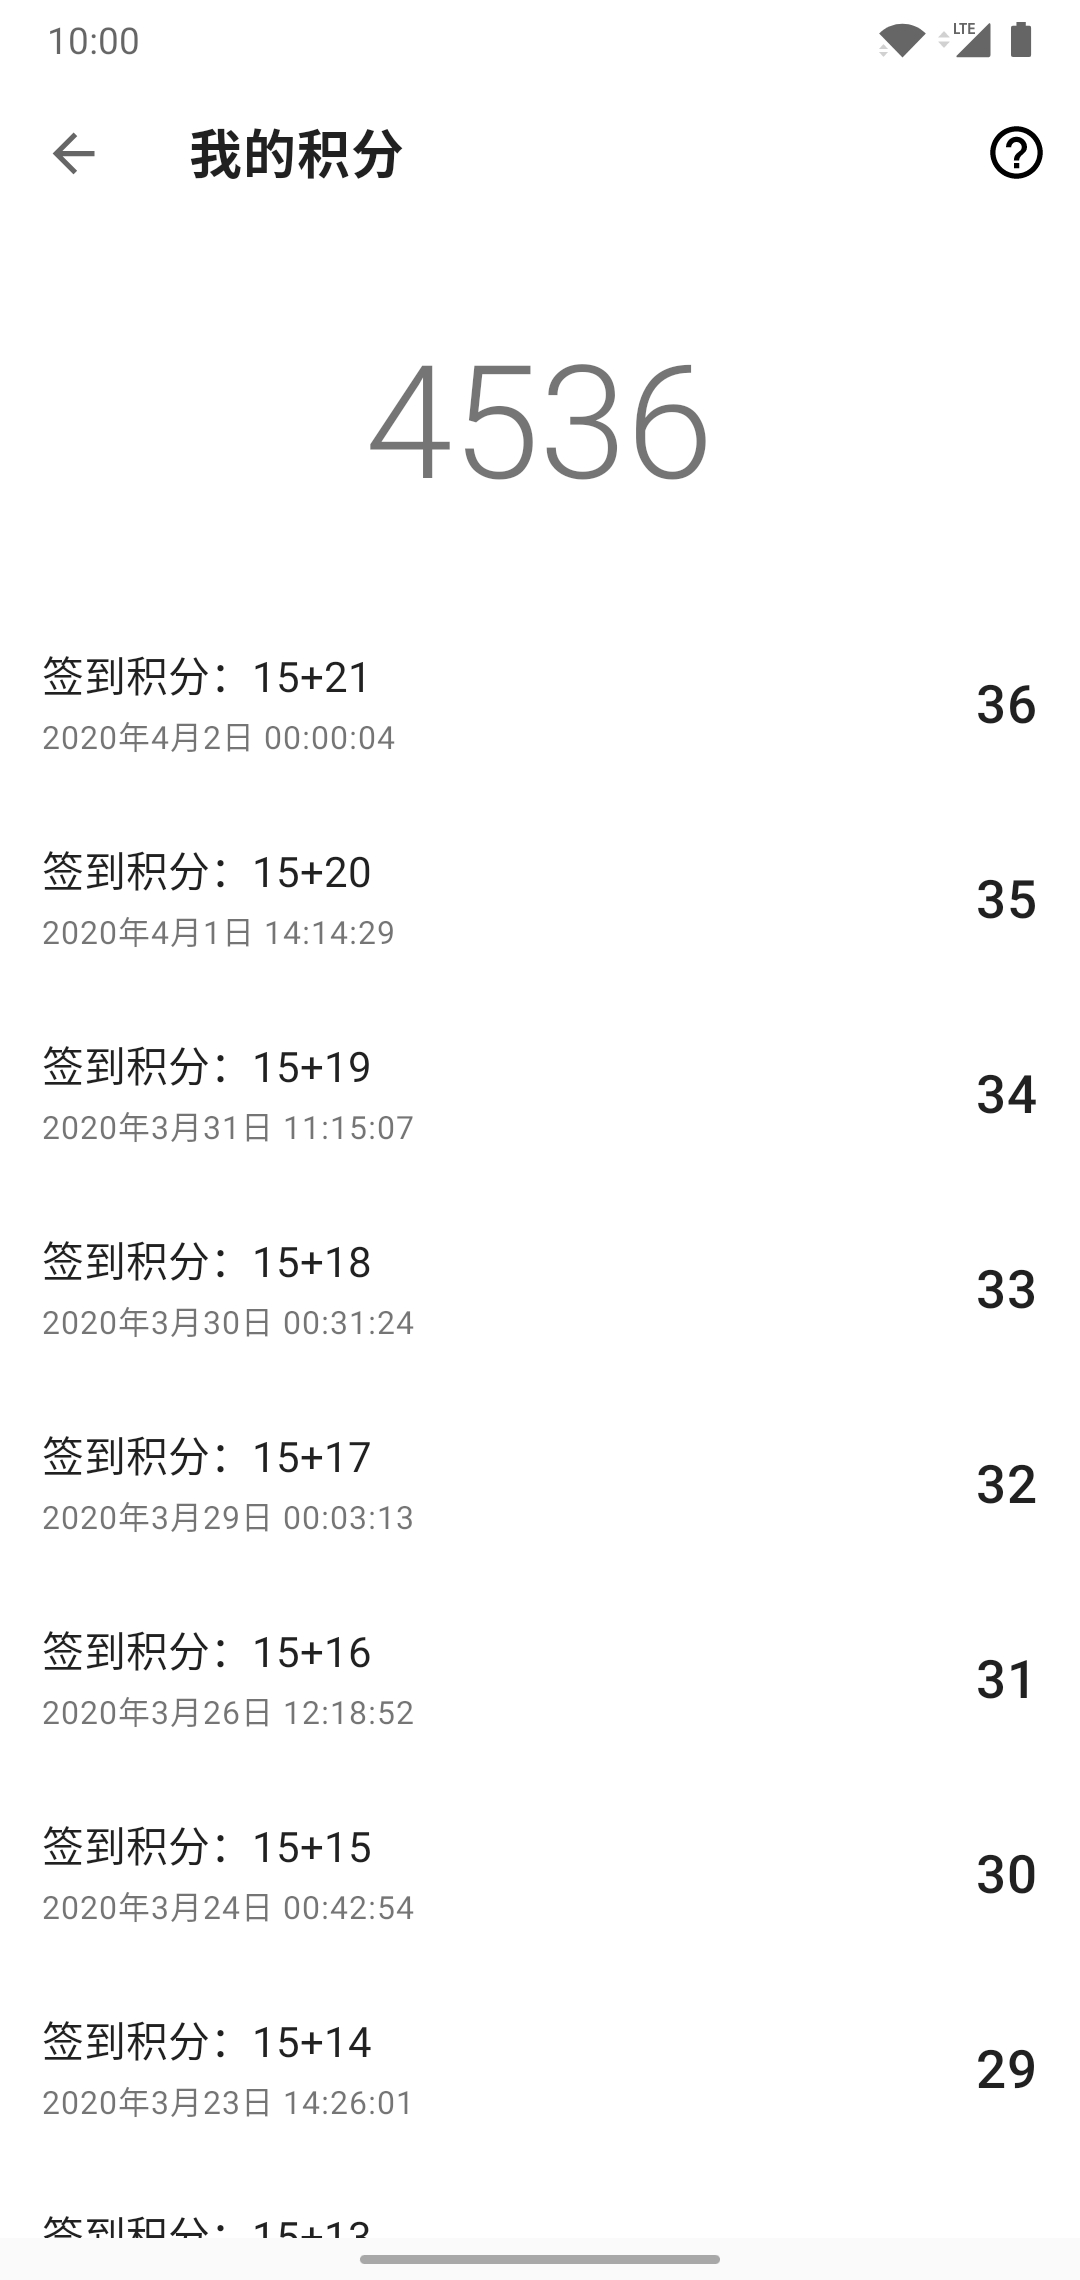 10:00
LTE
我的积分
4536
签到积分：15+21
2020年4月2日 00:00:04
36
签到积分：15+20
2020年4月1日 14:14:29
35
签到积分：15+19
2020年3月31日 11:15:07
34
签到积分：15+18
2020年3月30日 00:31:24
33
签到积分：15+17
2020年3月29日 00:03:13
32
签到积分：15+16
2020年3月26日 12:18:52
31
签到积分：15+15
2020年3月24日 00:42:54
30
签到积分：15+14
2020年3月23日 14:26:01
29
签到积分：15+13